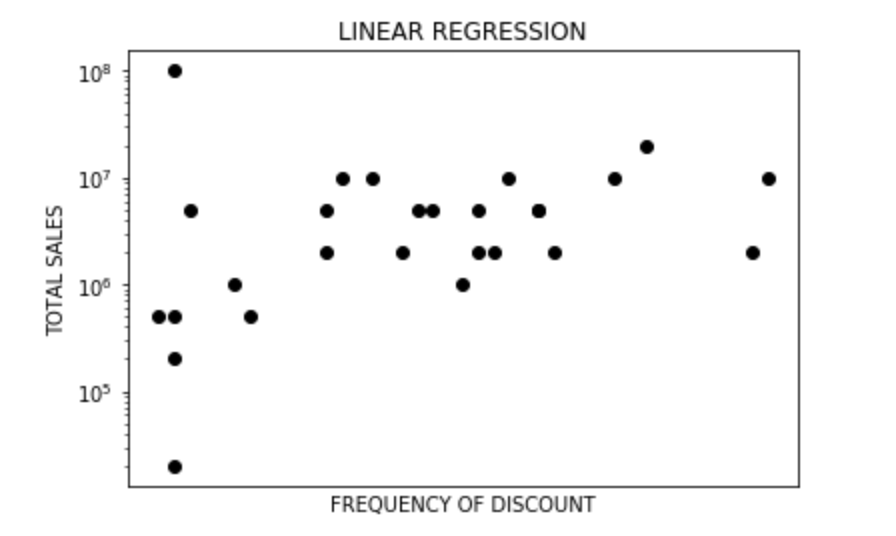 LINEAR REGRESSION
10⁸
10⁷
10⁶
10⁵
TOTAL SALES
FREQUENCY OF DISCOUNT